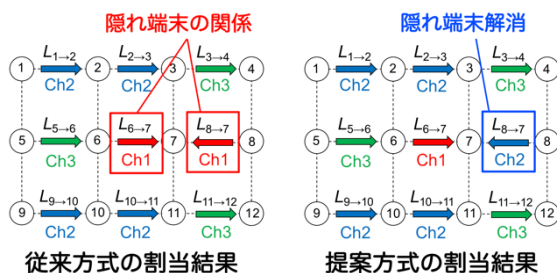 隠れ端末の関係
隠れ端末解消
L1→2 L2→3 L3→4
1 2 3 4
Ch2 Ch2 Ch3
L5→6 L6→7 L8→7
5 6 7 8
Ch3 Ch1 Ch1
L9→10 L10→11 L11→12
9 10 11 12
Ch2 Ch2 Ch3
従来方式の割当結果
L1→2 L2→3 L3→4
1 2 3 4
Ch2 Ch2 Ch3
L5→6 L6→7 L8→7
5 6 7 8
Ch3 Ch1 Ch2
L9→10 L10→11 L11→12
9 10 11 12
Ch2 Ch2 Ch3
提案方式の割当結果